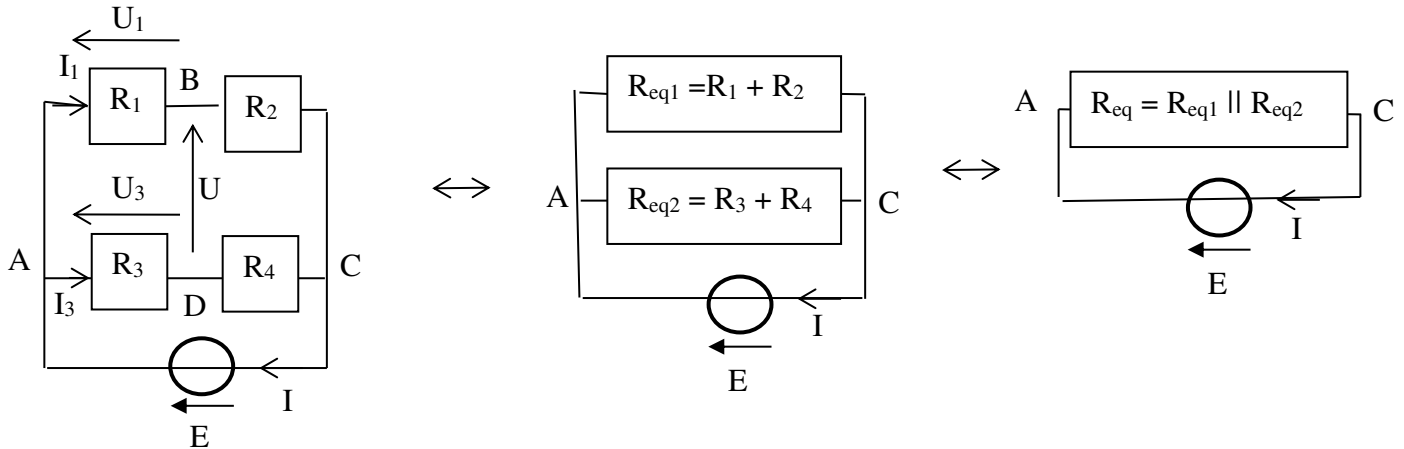 U1
I1
R1
B
R2
U3
U
A
R3
R4
C
I3
D
I
E
Req1 =R1 + R2
A
Req2 = R3 + R4
C
I
E
A
Req = Req1 || Req2
C
I
E